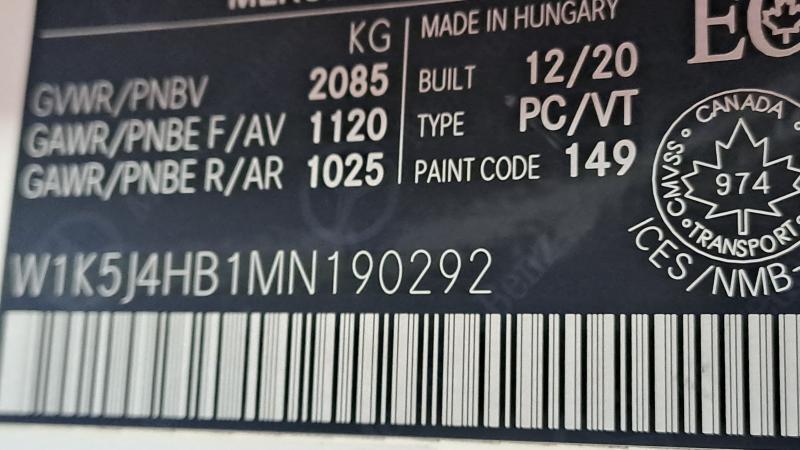 KG
GVWR/PNBV 2085
GAWR/PNBE F/AV 1120
GAWR/PNBE R/AR 1025
MADE IN HUNGARY
BUILT 12/20
TYPE PC/VT
PAINT CODE 149
CANADA
CMVSS
974
TRANSPORT
ICES/NMB-
W1K5J4HB1MN190292